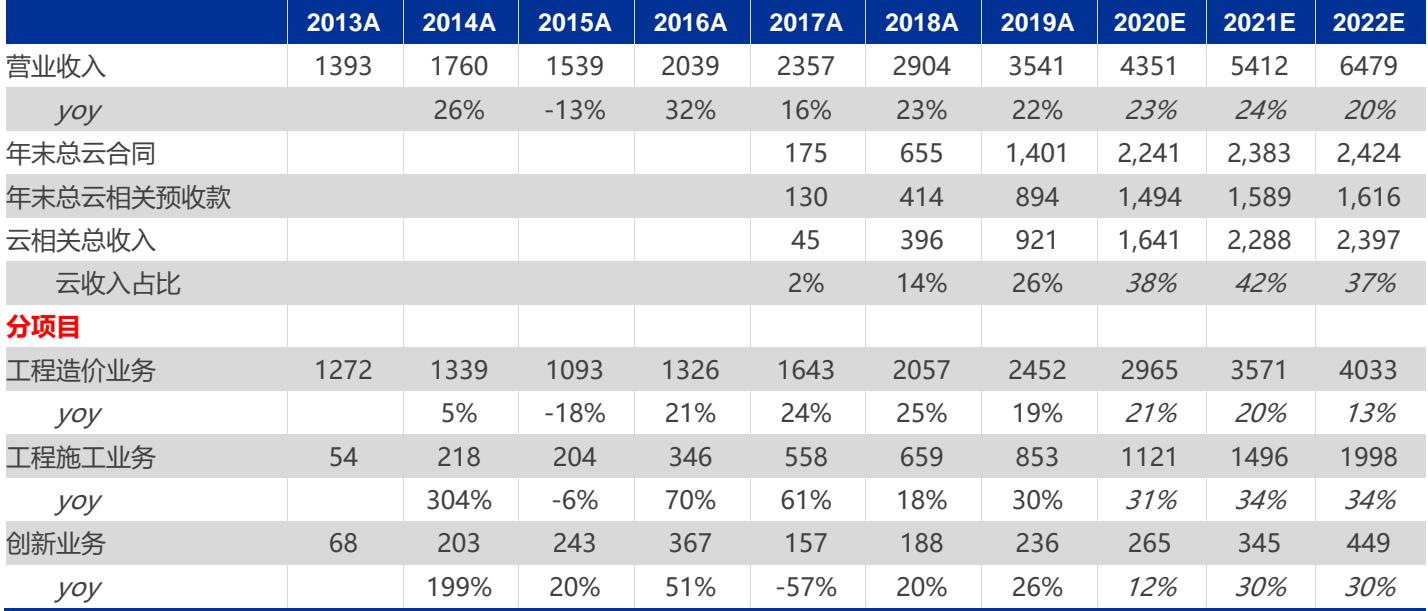 2013A 2014A 2015A 2016A 2017A 2018A 2019A 2020E 2021E 2022E
营业收入 1393 1760 1539 2039 2357 2904 3541 4351 5412 6479
yoy 26% -13% 32% 16% 23% 22% 23% 24% 20%
年末总云合同 175 655 1,401 2,241 2,383 2,424
年末总云相关预收款 130 414 894 1,494 1,589 1,616
云相关总收入 45 396 921 1,641 2,288 2,397
云收入占比 2% 14% 26% 38% 42% 37%
分项目
工程造价业务 1272 1339 1093 1326 1643 2057 2452 2965 3571 4033
yoy 5% -18% 21% 24% 25% 19% 21% 20% 13%
工程施工业务 54 218 204 346 558 659 853 1121 1496 1998
yoy 304% -6% 70% 61% 18% 30% 31% 34% 34%
创新业务 68 203 243 367 157 188 236 265 345 449
yoy 199% 20% 51% -57% 20% 26% 12% 30% 30%